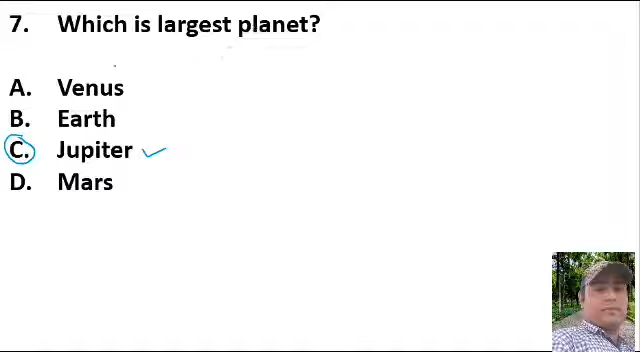 7. Which is largest planet?
A. Venus
B. Earth
C. Jupiter
D. Mars